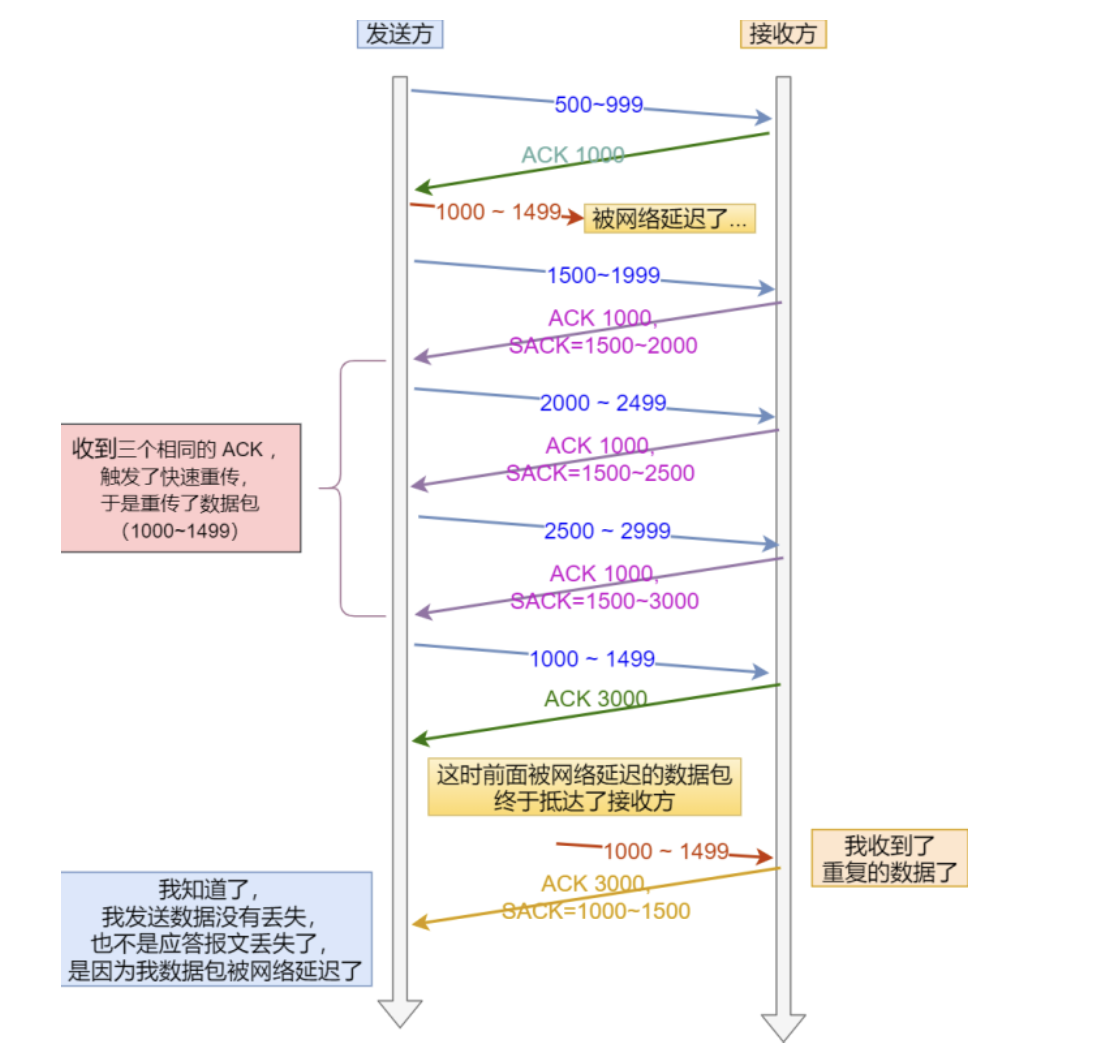 发送方
接收方
500~999
ACK 1000
1000 ~ 1499
被网络延迟了...
1500~1999
ACK 1000,
SACK=1500~2000
2000 ~ 2499
ACK 1000,
SACK=1500~2500
收到三个相同的 ACK ,
触发了快速重传，
于是重传了数据包
（1000~1499）
2500 ~ 2999
ACK 1000,
SACK=1500~3000
1000 ~ 1499
ACK 3000
这时前面被网络延迟的数据包
终于抵达了接收方
1000 ~ 1499
我收到了
重复的数据了
ACK 3000,
SACK=1000~1500
我知道了，
我发送数据没有丢失，
也不是应答报文丢失了，
是因为我数据包被网络延迟了